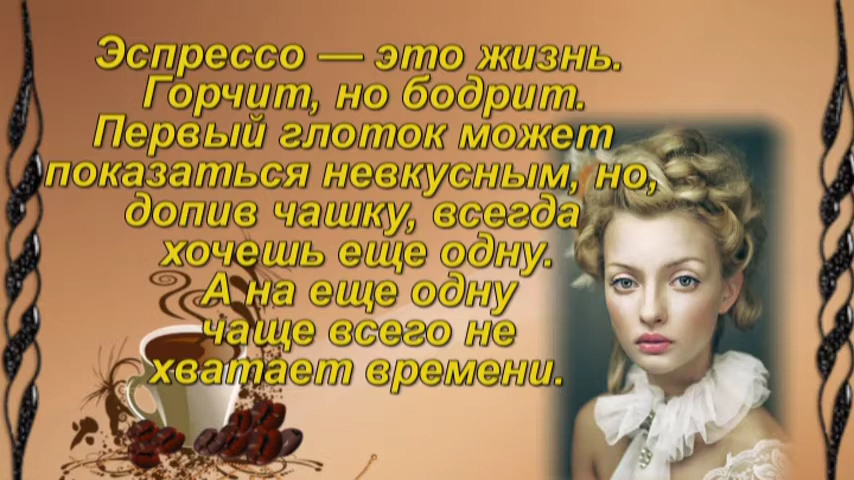 Эспрессо — это жизнь.
Горчит, но бодрит.
Первый глоток может
показаться невкусным, но,
допив чашку, всегда
хочешь еще одну.
А на еще одну
чаще всего не
хватает времени.